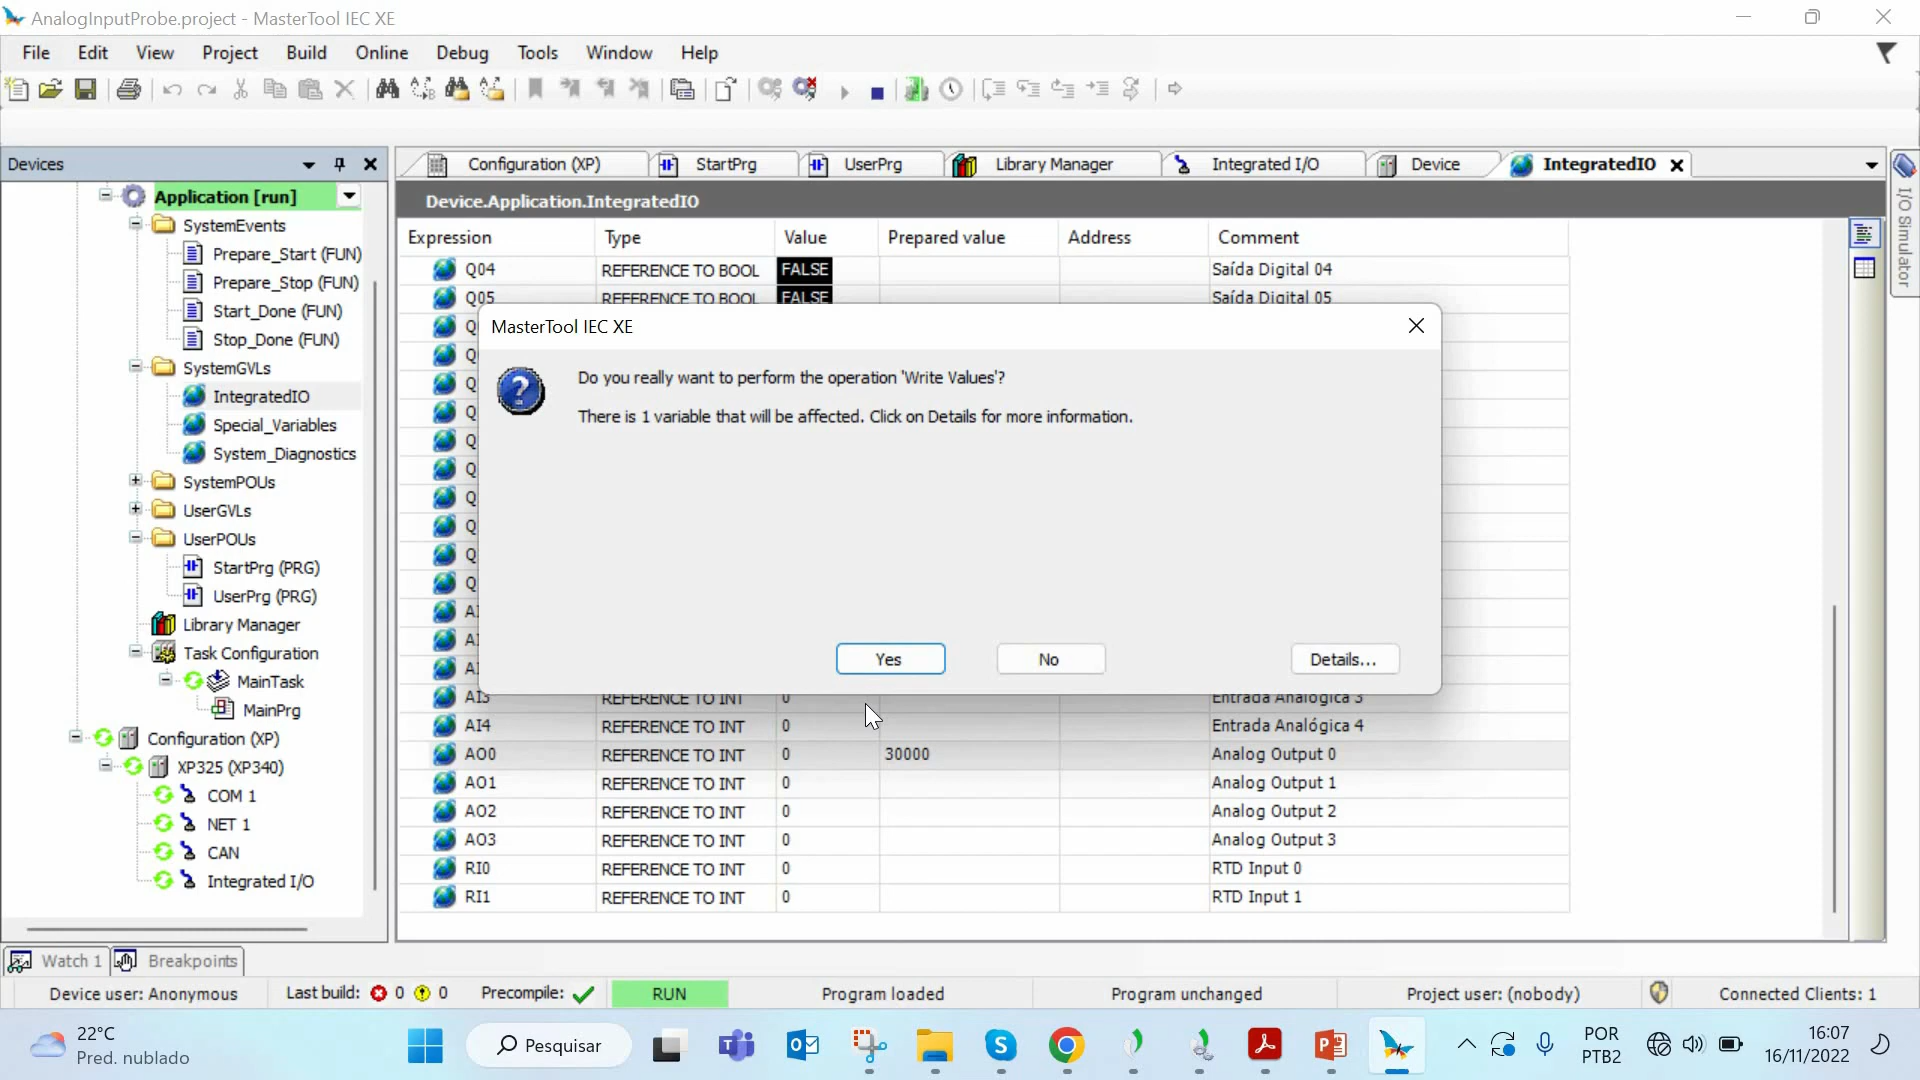 AnalogInputProbe.project - MasterTool IEC XE
File Edit View Project Build Online Debug Tools Window Help
Devices
Configuration (XP) StartPrg UserPrg Library Manager Integrated I/O Device IntegratedIO
I/O Simulator
Application [run]
SystemEvents
Prepare_Start (FUN)
Prepare_Stop (FUN)
Start_Done (FUN)
Stop_Done (FUN)
SystemGVLs
IntegratedIO
Special_Variables
System_Diagnostics
SystemPOUs
UserGVLs
UserPOUs
StartPrg (PRG)
UserPrg (PRG)
Library Manager
Task Configuration
MainTask
MainPrg
Configuration (XP)
XP325 (XP340)
COM 1
NET 1
CAN
Integrated I/O
Device.Application.IntegratedIO
Expression Type Value Prepared value Address Comment
Q04 REFERENCE TO BOOL FALSE Saída Digital 04
Q05 REFERENCE TO BOOL FALSE Saída Digital 05
Q
Q
Q
Q
Q
Q
Q
Q
Q
Q
AI
AI
AI
MasterTool IEC XE
Do you really want to perform the operation 'Write Values'?
There is 1 variable that will be affected. Click on Details for more information.
Yes No Details...
AI3 REFERENCE TO INT 0 Entrada Analógica 3
AI4 REFERENCE TO INT 0 Entrada Analógica 4
AO0 REFERENCE TO INT 0 30000 Analog Output 0
AO1 REFERENCE TO INT 0 Analog Output 1
AO2 REFERENCE TO INT 0 Analog Output 2
AO3 REFERENCE TO INT 0 Analog Output 3
RI0 REFERENCE TO INT 0 RTD Input 0
RI1 REFERENCE TO INT 0 RTD Input 1
Watch 1 Breakpoints
Device user: Anonymous Last build: 0 0 Precompile: RUN Program loaded Program unchanged Project user: (nobody) Connected Clients: 1
22°C
Pred. nublado
Pesquisar
POR
PTB2
16:07
16/11/2022